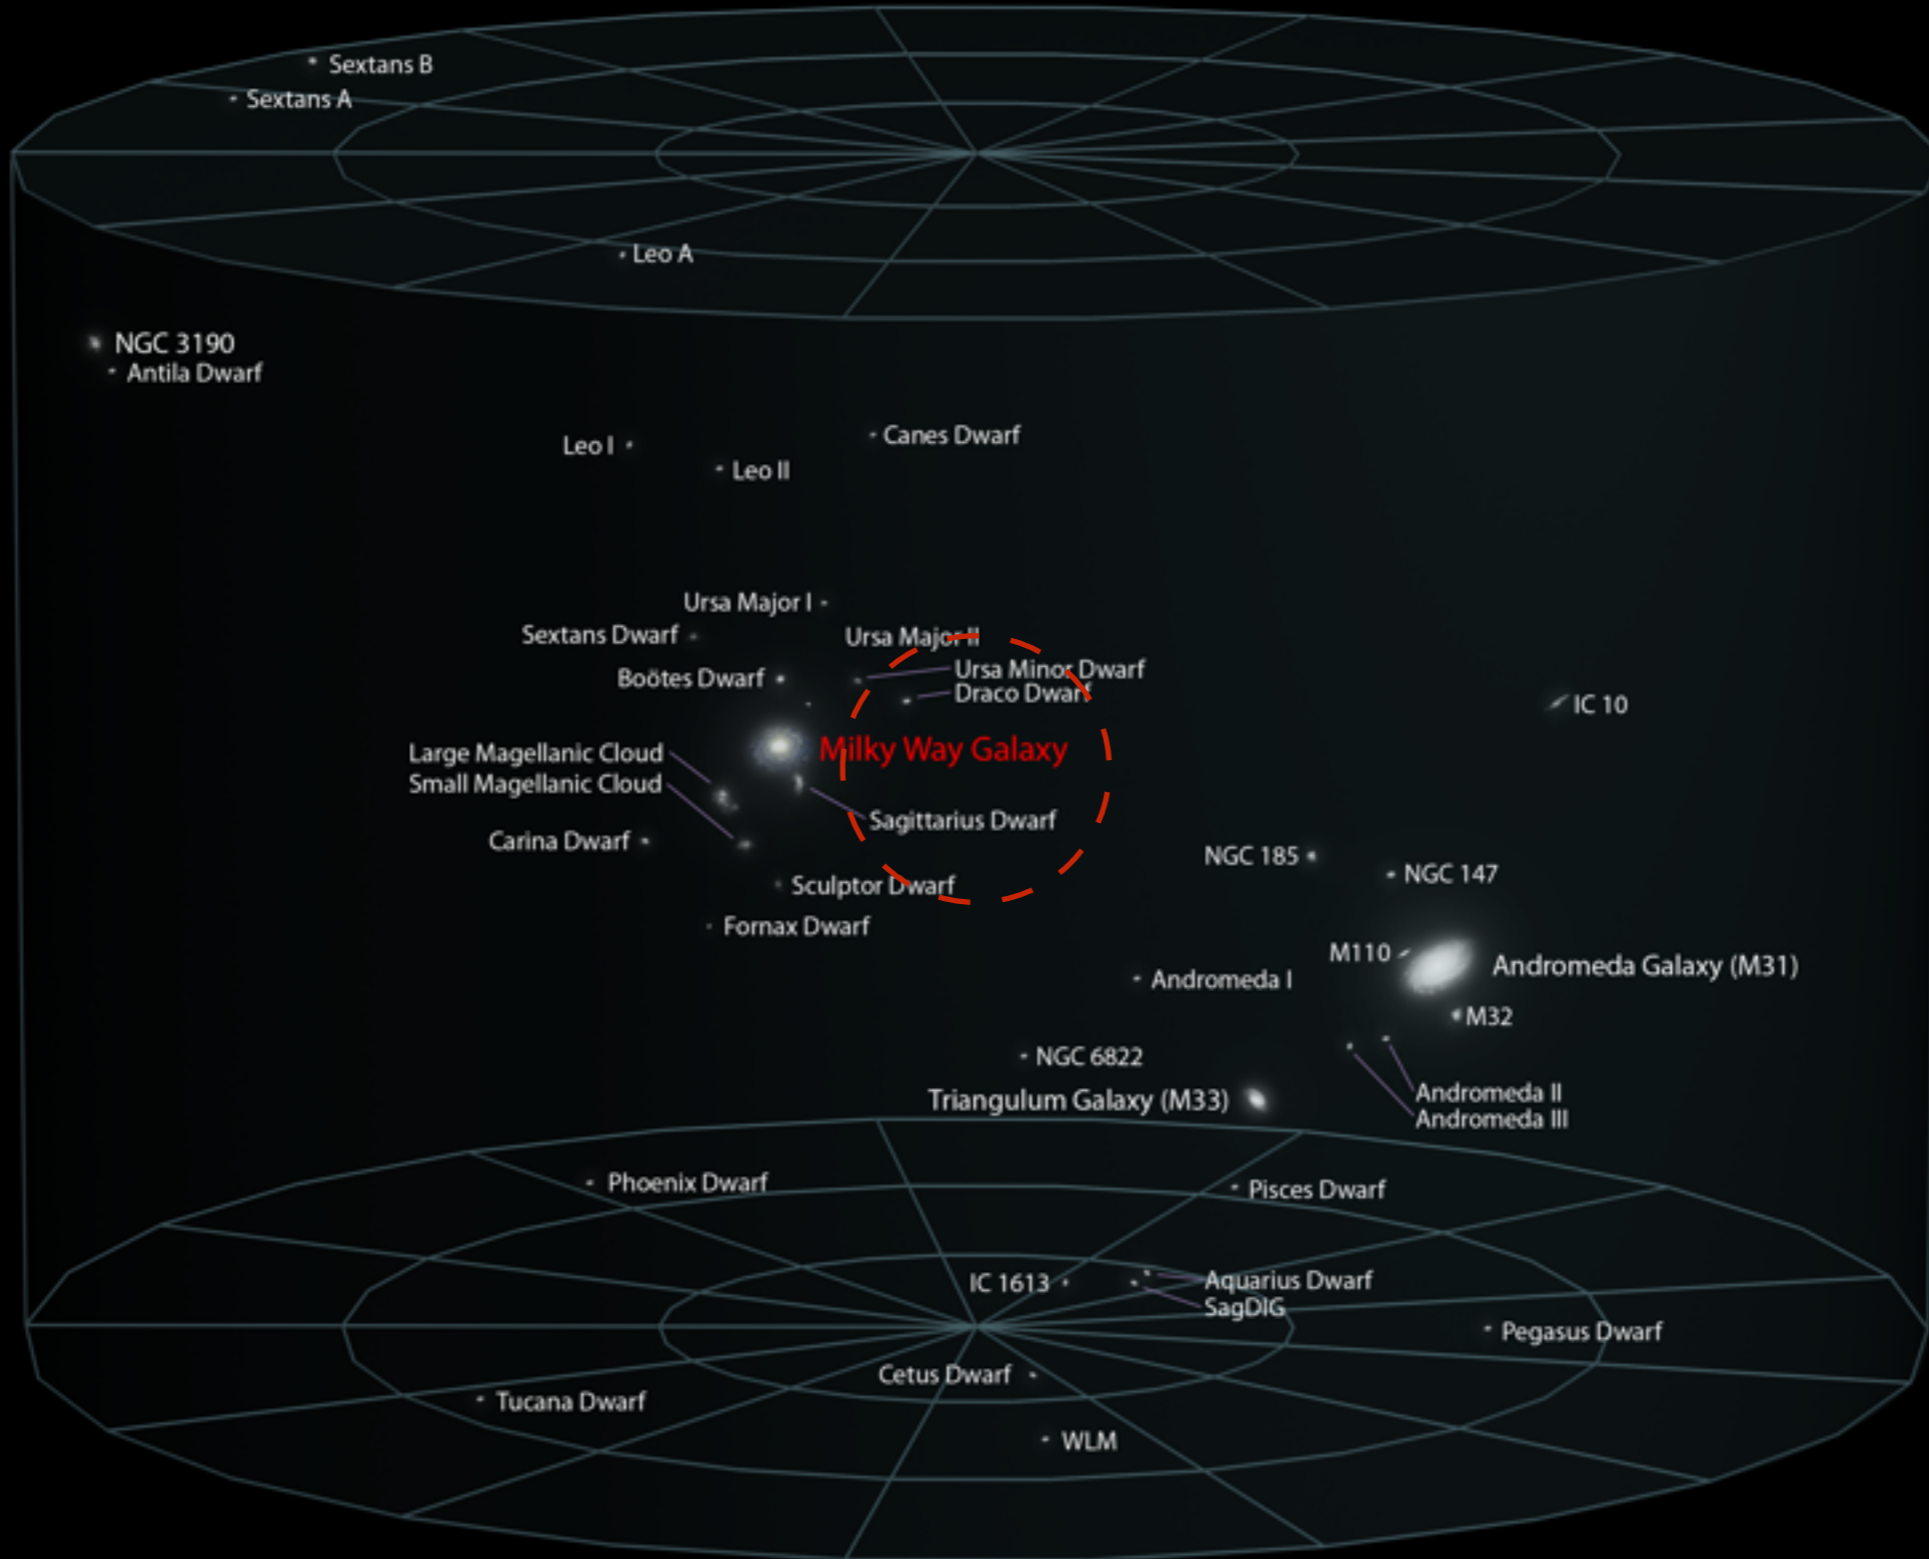 Sextans B
Sextans A
Leo A
NGC 3190
Antila Dwarf
Canes Dwarf
Leo I
Leo II
Ursa Major I
Sextans Dwarf
Ursa Major II
Ursa Minor Dwarf
Boötes Dwarf
Draco Dwarf
IC 10
Milky Way Galaxy
Large Magellanic Cloud
Small Magellanic Cloud
Sagittarius Dwarf
Carina Dwarf
NGC 185
NGC 147
Sculptor Dwarf
Fornax Dwarf
M110
Andromeda Galaxy (M31)
Andromeda I
M32
NGC 6822
Andromeda II
Triangulum Galaxy (M33)
Andromeda III
Phoenix Dwarf
Pisces Dwarf
IC 1613
Aquarius Dwarf
SagDIG
Pegasus Dwarf
Cetus Dwarf
Tucana Dwarf
WLM